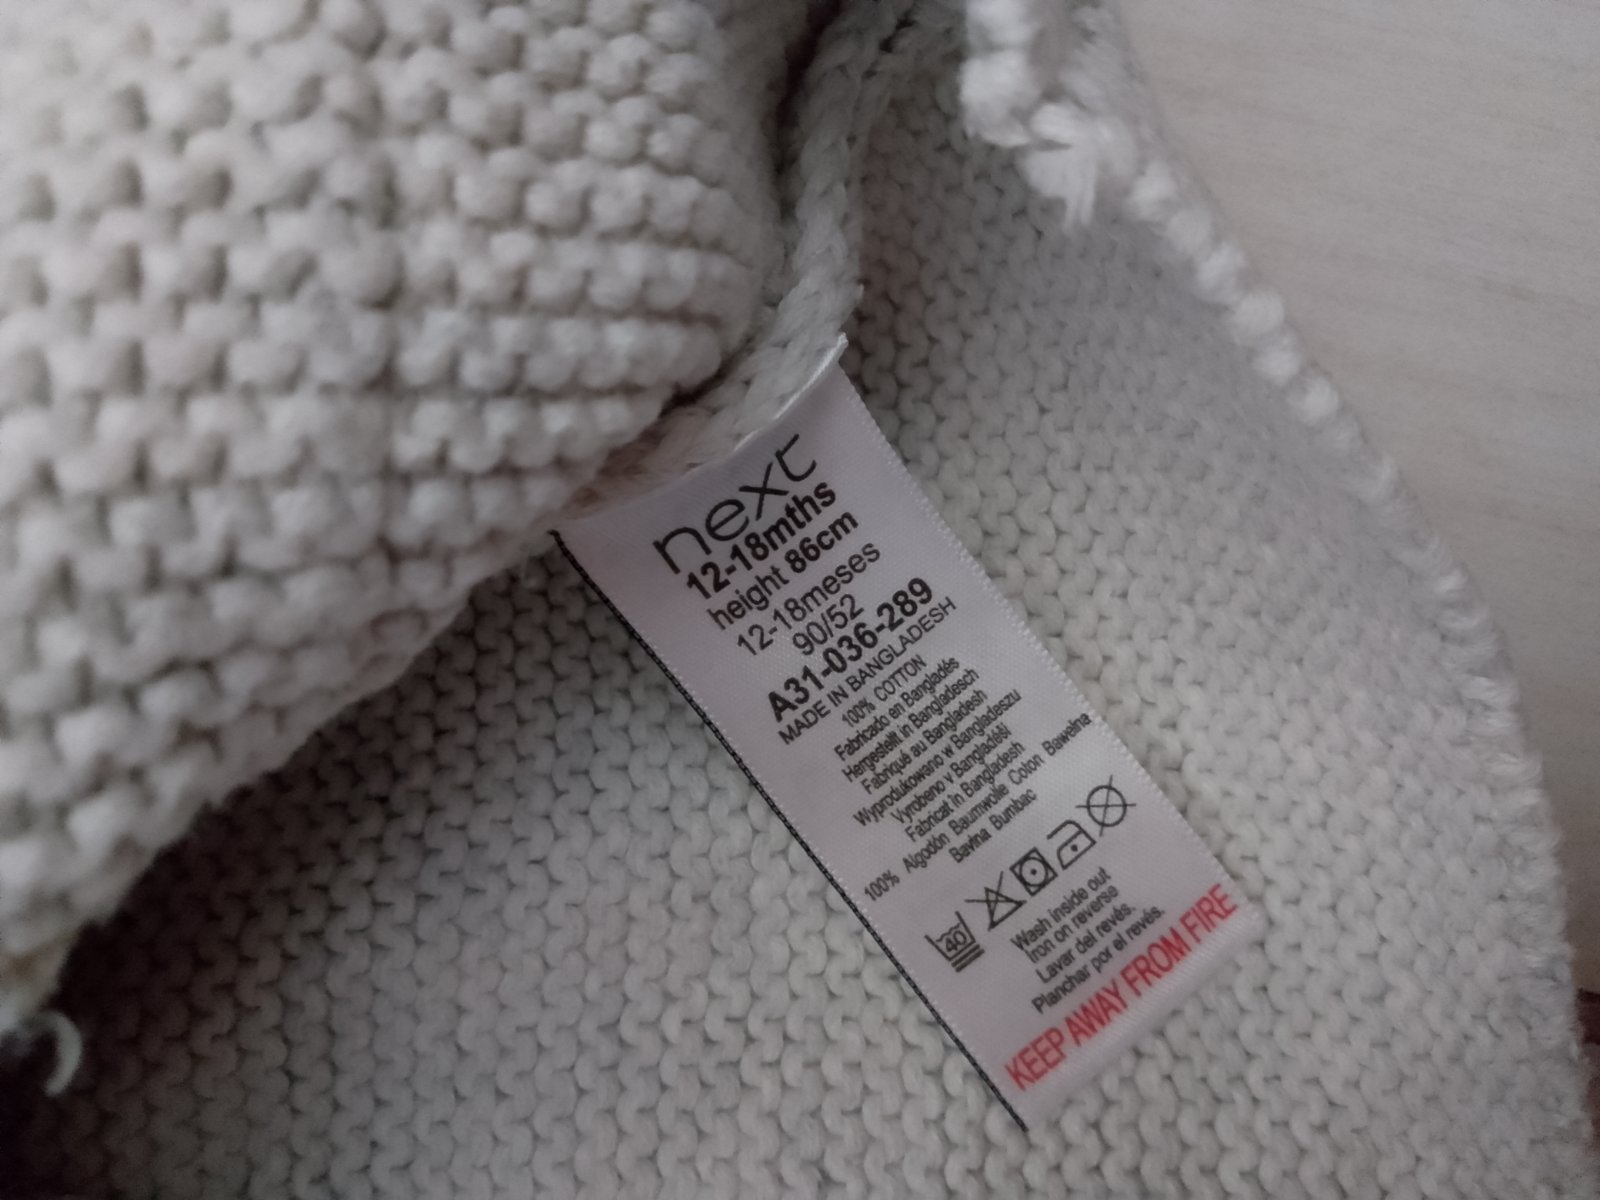 next
12-18mths
height 86cm
12-18meses
90/52
A31-036-289
MADE IN BANGLADESH
100% COTTON
Fabricado en Bangladés
Hergestellt in Bangladesch
Fabriqué au Bangladesh
Wyprodukowano w Bangladeszu
Vyrobeno v Bangladéši
Fabricat în Bangladesh
100% Algodón Baumwolle Coton Bawełna
Bavlna Bumbac
40
Wash inside out
Iron on reverse
Lavar del revés.
Planchar por el revés.
KEEP AWAY FROM FIRE